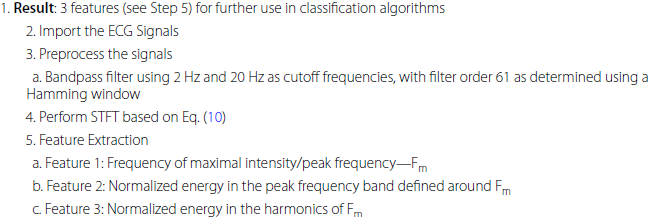 1. Result: 3 features (see Step 5) for further use in classification algorithms
2. Import the ECG Signals
3. Preprocess the signals
a. Bandpass filter using 2 Hz and 20 Hz as cutoff frequencies, with filter order 61 as determined using a
Hamming window
4. Perform STFT based on Eq. (10)
5. Feature Extraction
a. Feature 1: Frequency of maximal intensity/peak frequency—Fm
b. Feature 2: Normalized energy in the peak frequency band defined around Fm
c. Feature 3: Normalized energy in the harmonics of Fm